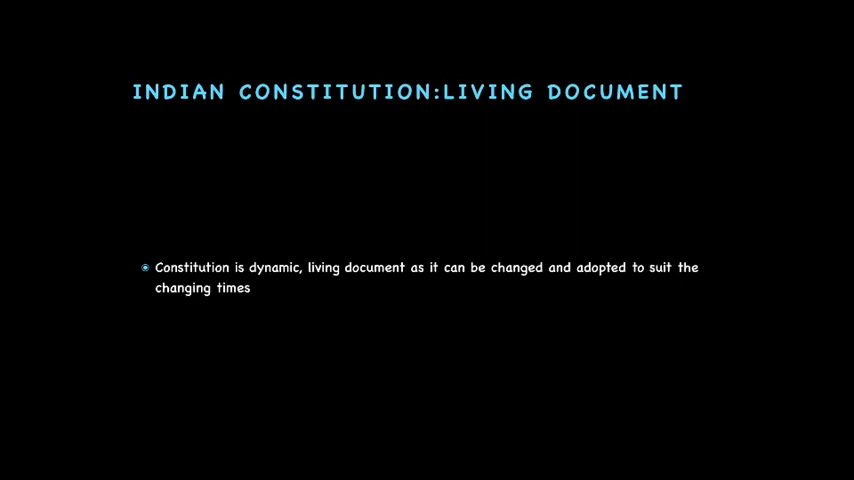 INDIAN CONSTITUTION:LIVING DOCUMENT
Constitution is dynamic, living document as it can be changed and adopted to suit the
changing times